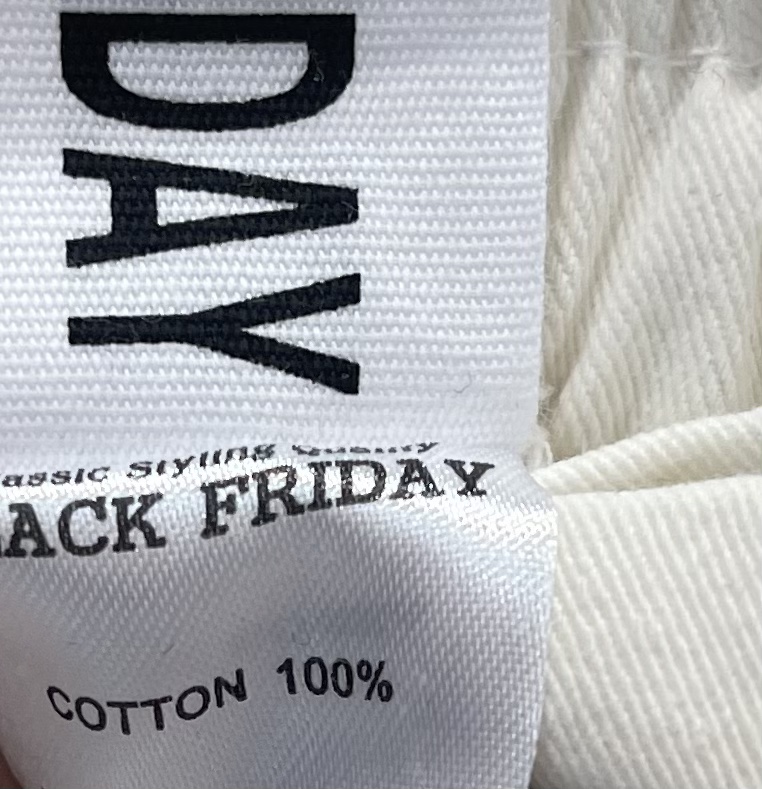 DAY
assic Styling Quality
ACK FRIDAY
COTTON 100%